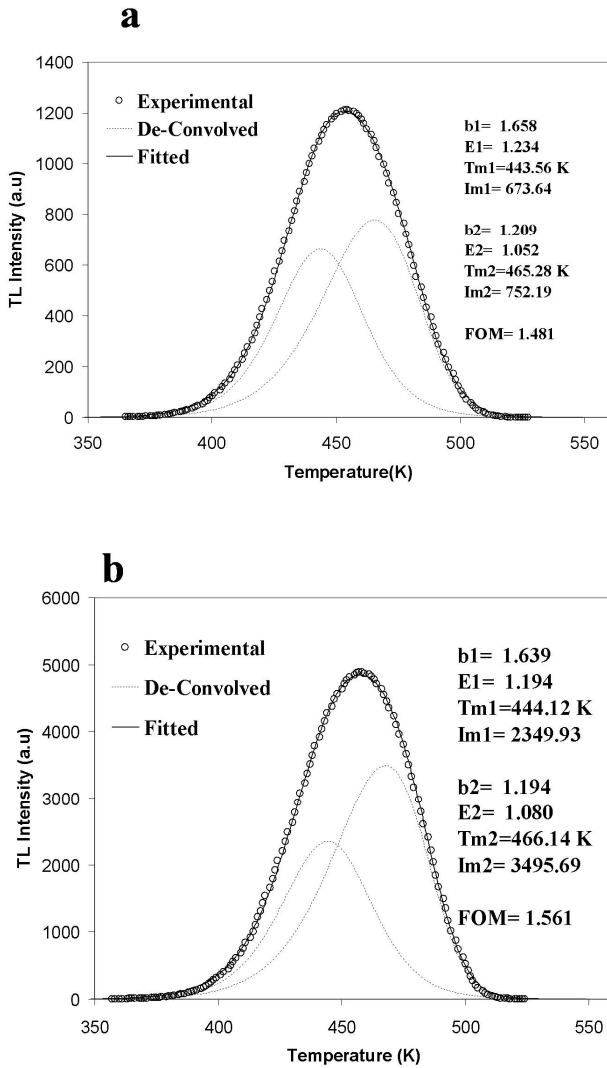 a
1400
1200
1000
800
600
400
200
0
TL Intensity (a.u)
Experimental
De-Convolved
Fitted
b1= 1.658
E1= 1.234
Tm1=443.56 K
Im1= 673.64
b2= 1.209
E2= 1.052
Tm2=465.28 K
Im2= 752.19
FOM= 1.481
350 400 450 500 550
Temperature(K)
b
6000
5000
4000
3000
2000
1000
0
TL Intensity (a.u)
Experimental
De-Convolved
Fitted
b1= 1.639
E1= 1.194
Tm1=444.12 K
Im1= 2349.93
b2= 1.194
E2= 1.080
Tm2=466.14 K
Im2= 3495.69
FOM= 1.561
350 400 450 500 550
Temperature (K)